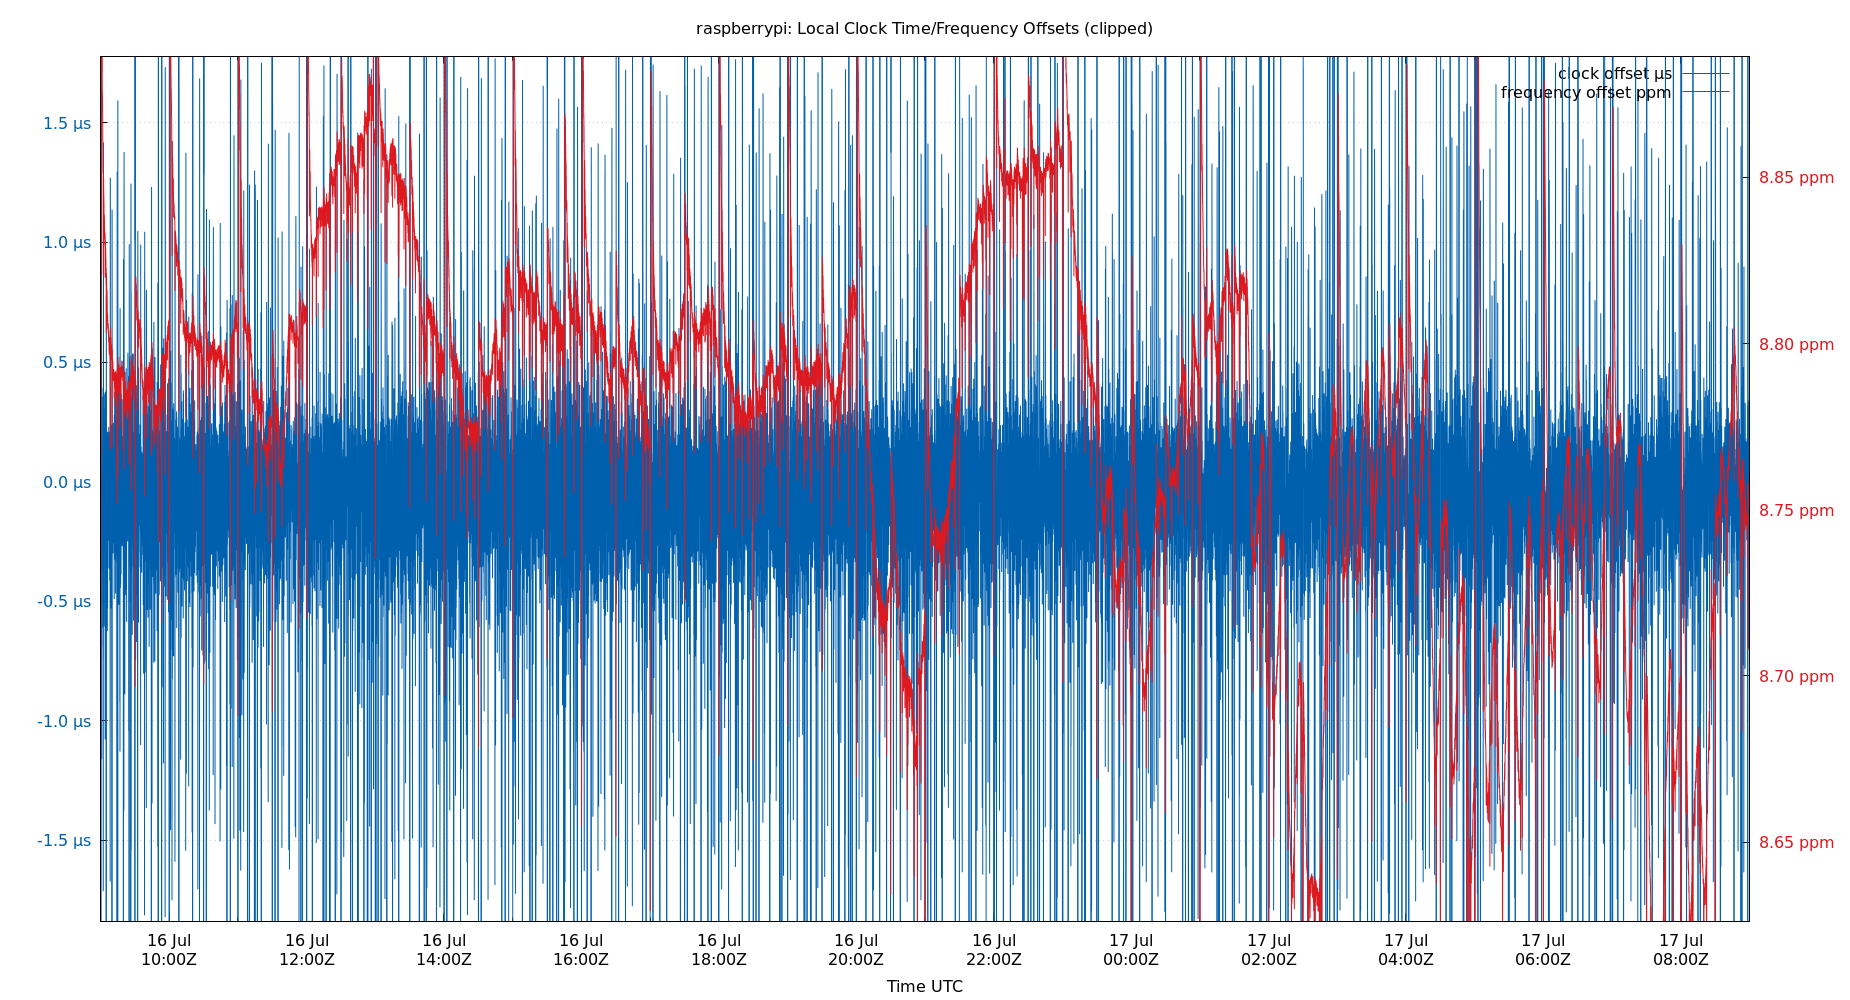 raspberrypi: Local Clock Time/Frequency Offsets (clipped)
clock offset µs
frequency offset ppm
1.5 µs
1.0 µs
0.5 µs
0.0 µs
-0.5 µs
-1.0 µs
-1.5 µs
8.85 ppm
8.80 ppm
8.75 ppm
8.70 ppm
8.65 ppm
16 Jul 16 Jul 16 Jul 16 Jul 16 Jul 16 Jul 16 Jul 17 Jul 17 Jul 17 Jul 17 Jul 17 Jul
10:00Z 12:00Z 14:00Z 16:00Z 18:00Z 20:00Z 22:00Z 00:00Z 02:00Z 04:00Z 06:00Z 08:00Z
Time UTC